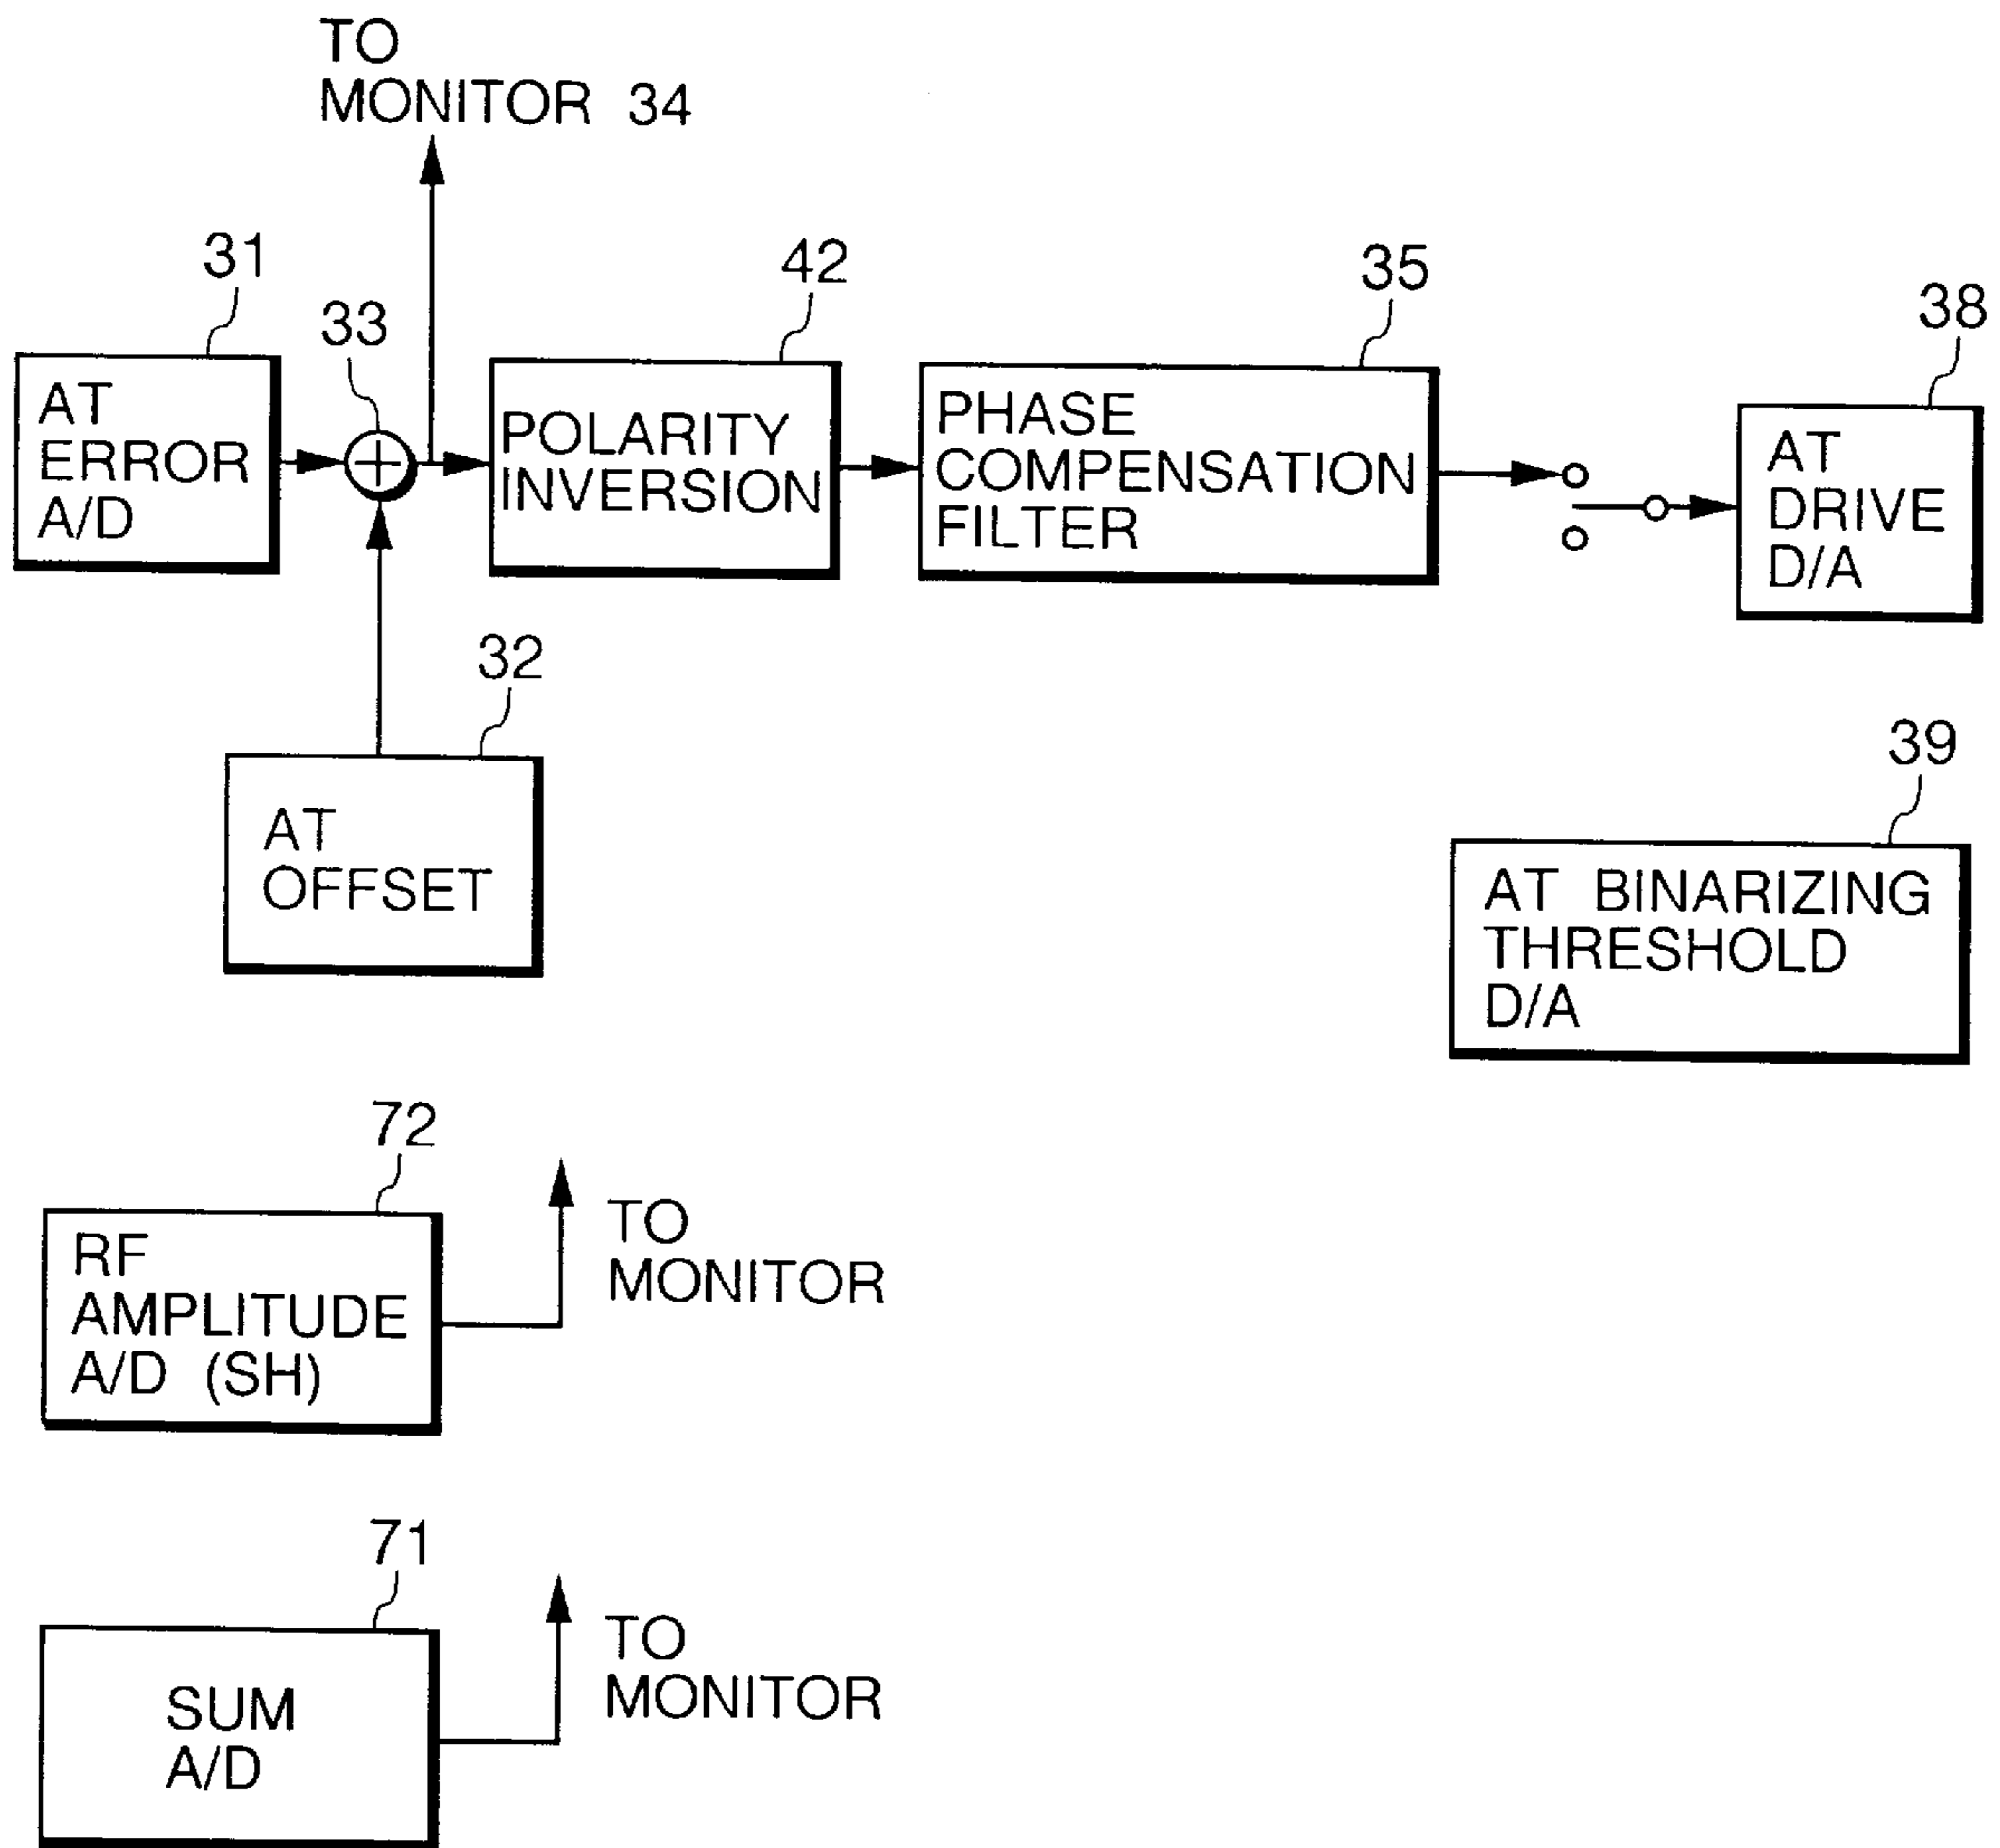 TO
MONITOR 34
31
33
42
35
38
AT
ERROR
A/D
POLARITY
INVERSION
PHASE
COMPENSATION
FILTER
AT
DRIVE
D/A
32
AT
OFFSET
39
AT BINARIZING
THRESHOLD
D/A
72
RF
AMPLITUDE
A/D (SH)
TO
MONITOR
71
SUM
A/D
TO
MONITOR